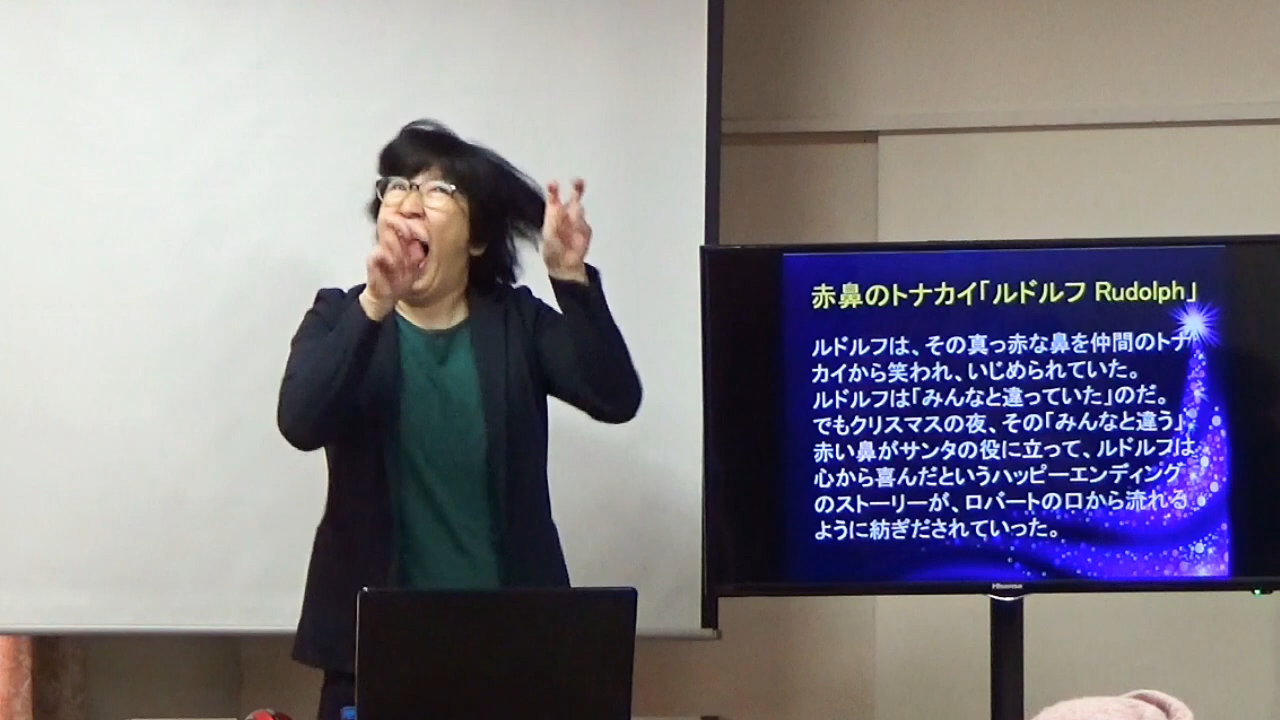 赤鼻のトナカイ「ルドルフ Rudolph」
ルドルフは、その真っ赤な鼻を仲間のトナ
カイから笑われ、いじめられていた。
ルドルフは「みんなと違っていた」のだ。
でもクリスマスの夜、その「みんなと違う」
赤い鼻がサンタの役に立って、ルドルフは
心から喜んだというハッピーエンディング
のストーリーが、ロバートの口から流れる
ように紡ぎだされていった。
Hisense